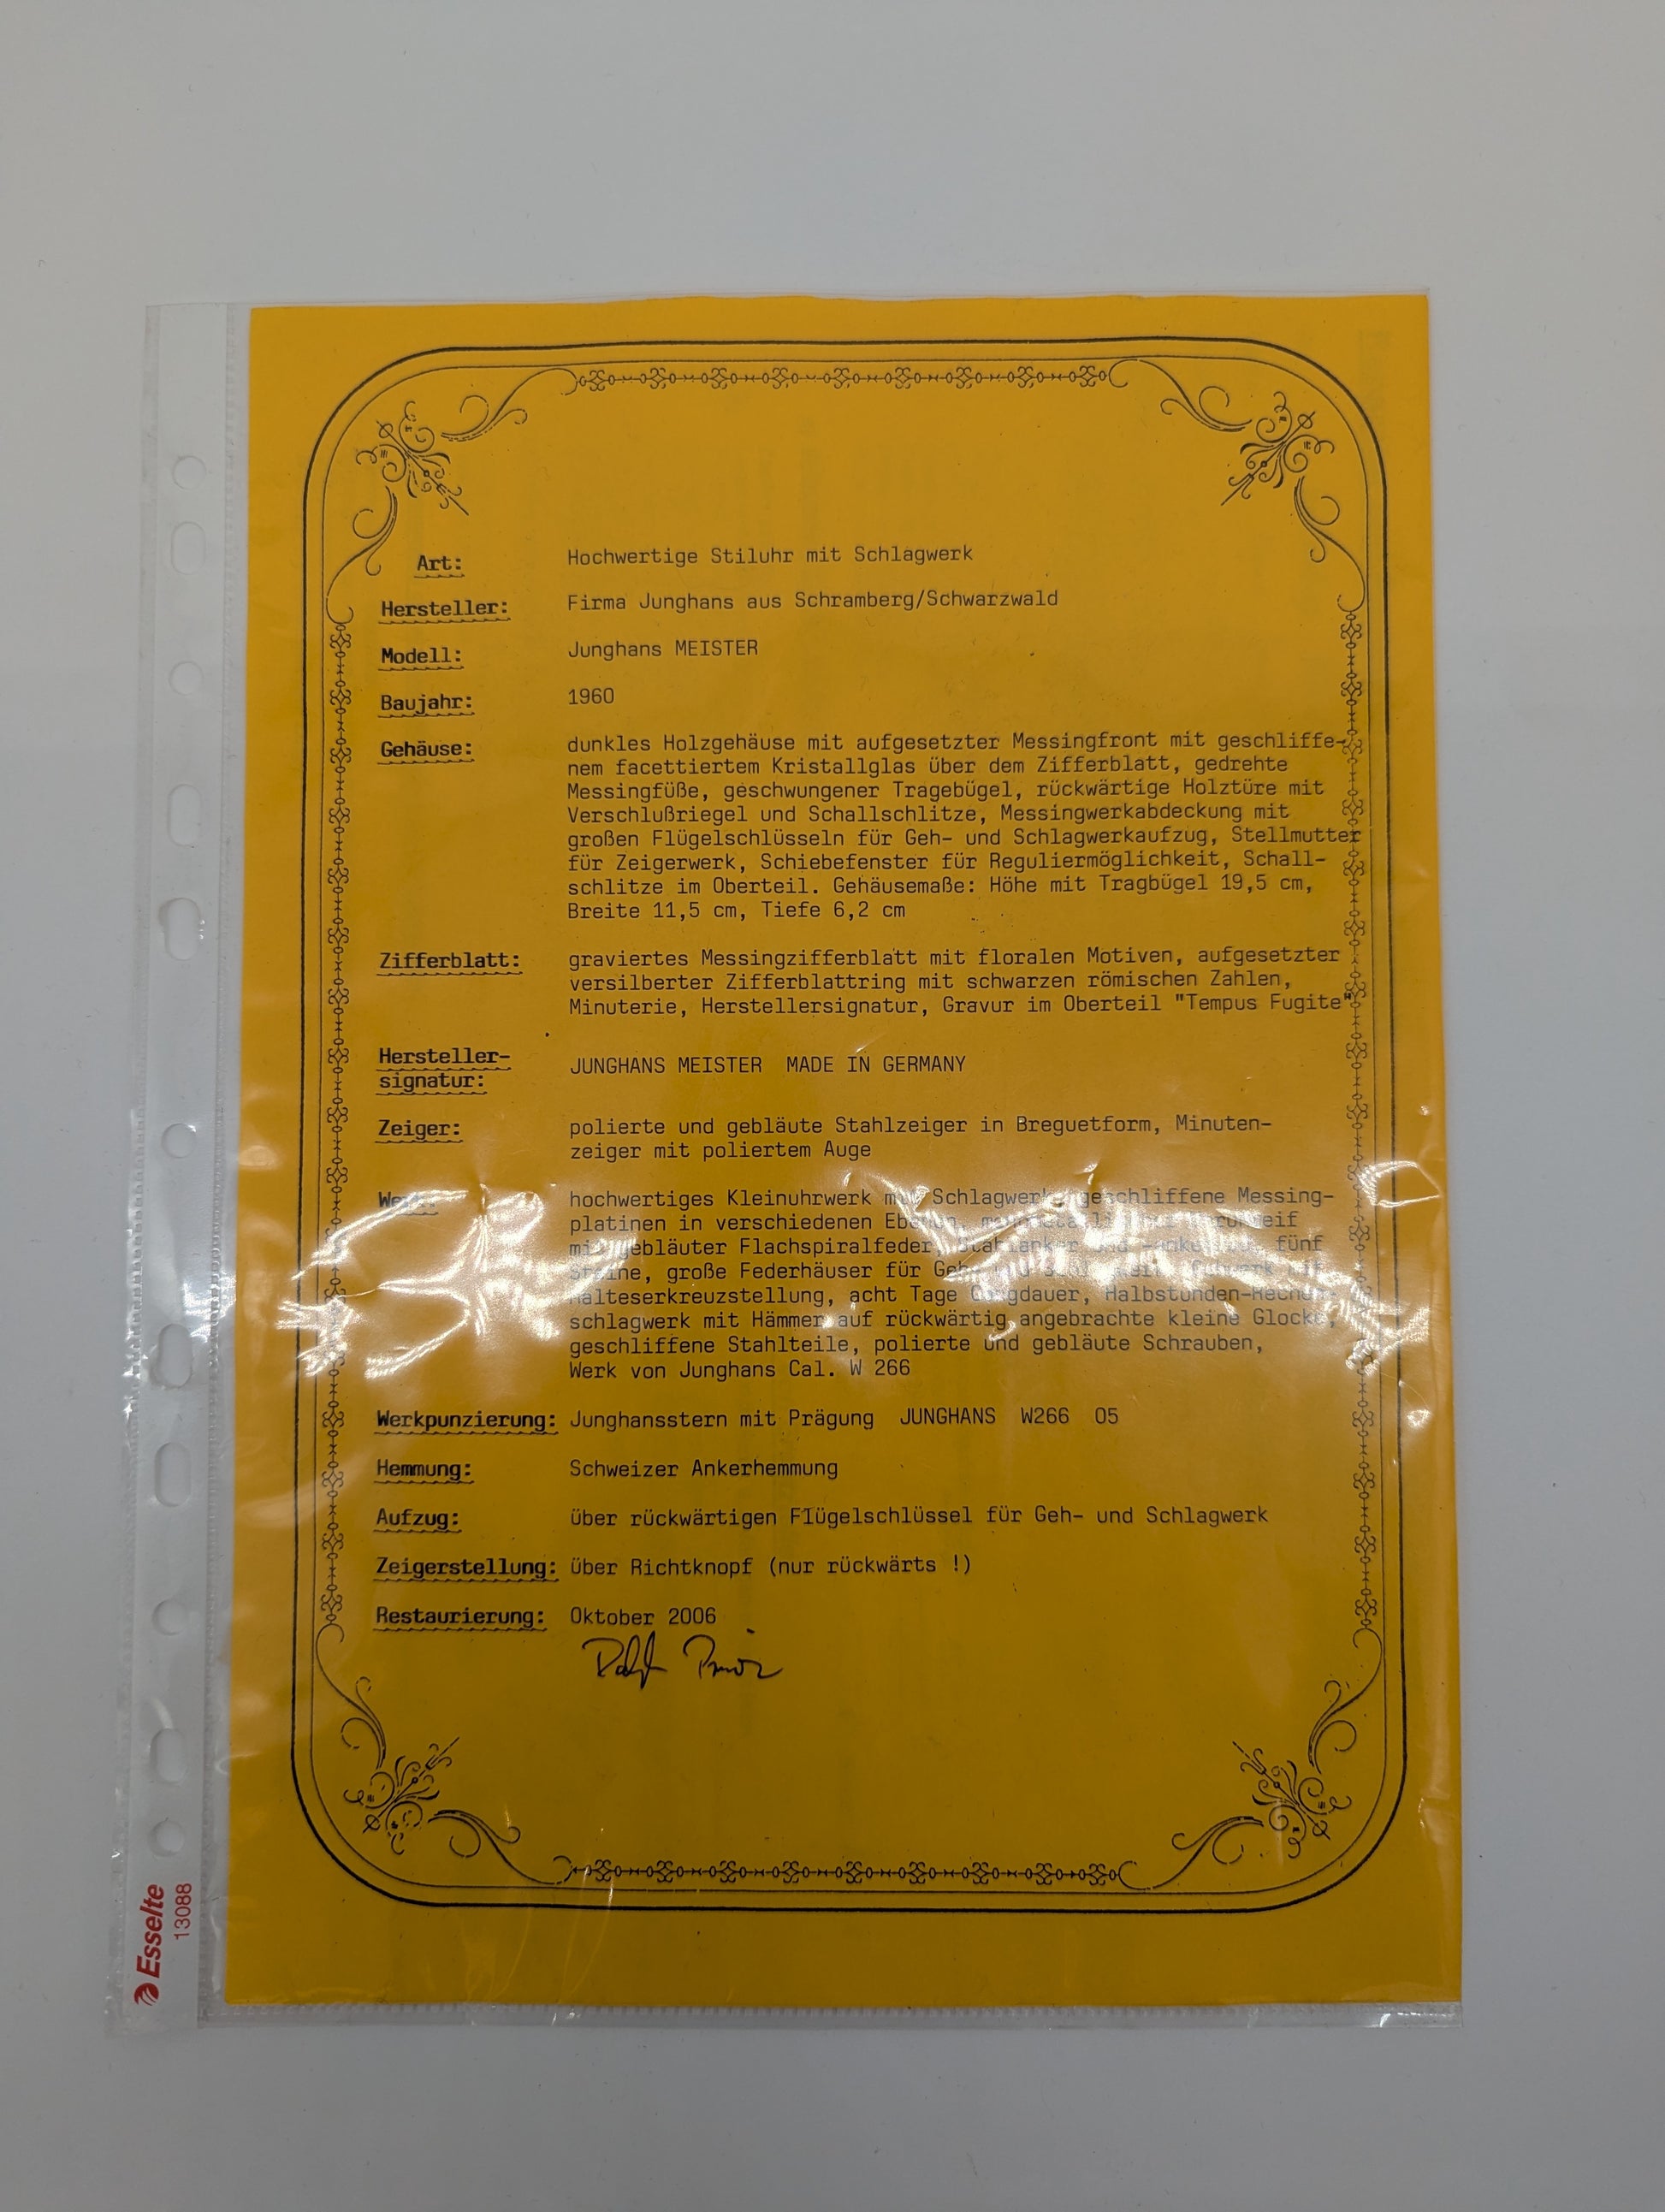 Art: Hochwertige Stiluhr mit Schlagwerk
Hersteller: Firma Junghans aus Schramberg/Schwarzwald
Modell: Junghans MEISTER
Baujahr: 1960
Gehäuse: dunkles Holzgehäuse mit aufgesetzter Messingfront mit geschliffe-
nem facettiertem Kristallglas über dem Zifferblatt, gedrehte
Messingfüße, geschwungener Tragebügel, rückwärtige Holztüre mit
Verschlußriegel und Schallschlitze, Messingwerkabdeckung mit
großen Flügelschlüsseln für Geh- und Schlagwerkaufzug, Stellmutter
für Zeigerwerk, Schiebefenster für Reguliermöglichkeit, Schall-
schlitze im Oberteil. Gehäusemaße: Höhe mit Tragbügel 19,5 cm,
Breite 11,5 cm, Tiefe 6,2 cm
Zifferblatt: graviertes Messingzifferblatt mit floralen Motiven, aufgesetzter
versilberter Zifferblattring mit schwarzen römischen Zahlen,
Minuterie, Herstellersignatur, Gravur im Oberteil "Tempus Fugite"
Hersteller-
signatur: JUNGHANS MEISTER MADE IN GERMANY
Zeiger: polierte und gebläute Stahlzeiger in Breguetform, Minuten-
zeiger mit poliertem Auge
Werk: hochwertiges Kleinuhrwerk mit Schlagwerk, geschliffene Messing-
platinen in verschiedenen Ebenen,
mit gebläuter Flachspiralfeder, Stahlanker und fünf
Steine, große Federhäuser für
Malteserkreuzstellung, acht Tage Gangdauer, Halbstunden-Rechen-
schlagwerk mit Hämmer auf rückwärtig angebrachte kleine Glocke,
geschliffene Stahlteile, polierte und gebläute Schrauben,
Werk von Junghans Cal. W 266
Werkpunzierung: Junghansstern mit Prägung JUNGHANS W266 05
Hemmung: Schweizer Ankerhemmung
Aufzug: über rückwärtigen Flügelschlüssel für Geh- und Schlagwerk
Zeigerstellung: über Richtknopf (nur rückwärts !)
Restaurierung: Oktober 2006
Esselte
13088